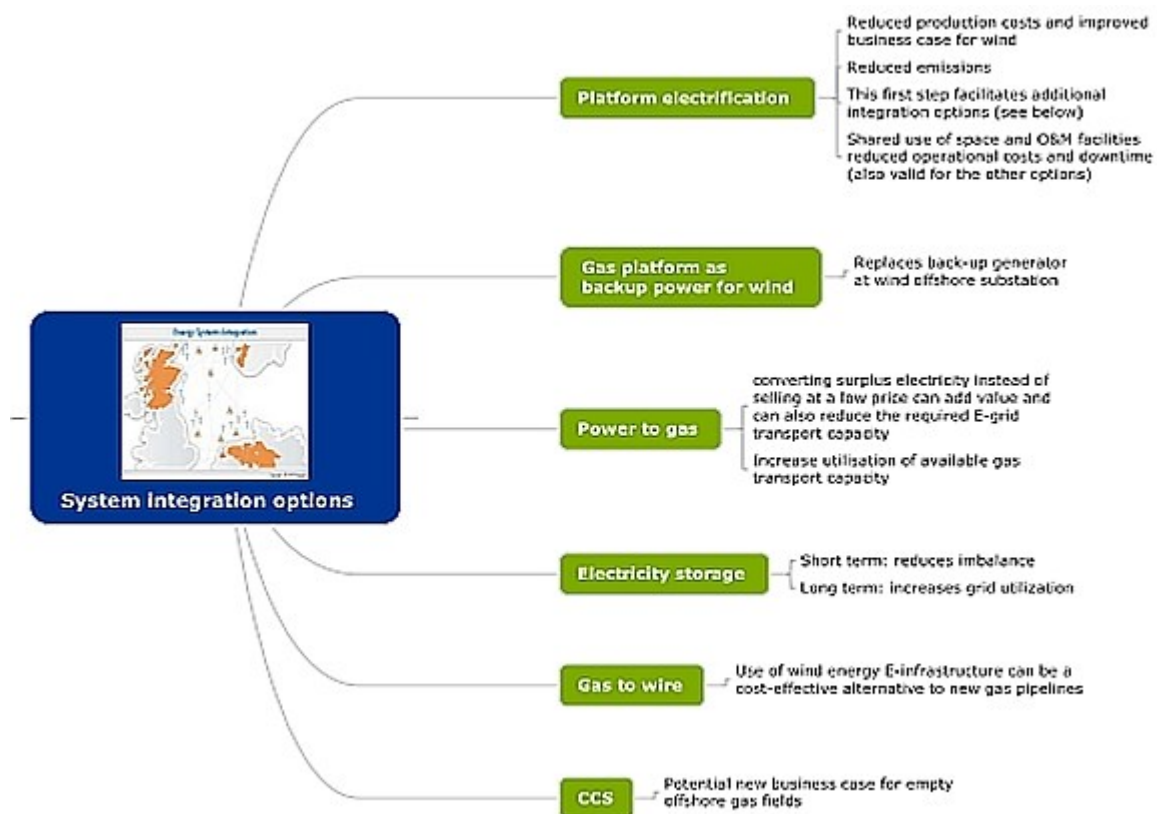 Reduced production costs and improved
business case for wind
Reduced emissions
Platform electrification
This first step facilitates additional
integration options (see below)
Shared use of space and O&M facilities
reduced operational costs and downtime
(also valid for the other options)
Gas platform as
backup power for wind
Replaces back-up generator
at wind offshore substation
Energy System Integration
System integration options
Power to gas
converting surplus electricity instead of
selling at a low price can add value and
can also reduce the required E-grid
transport capacity
Increase utilisation of available gas
transport capacity
Electricity storage
Short term: reduces imbalance
Long term: increases grid utilization
Gas to wire
Use of wind energy E-infrastructure can be a
cost-effective alternative to new gas pipelines
CCS
Potential new business case for empty
offshore gas fields